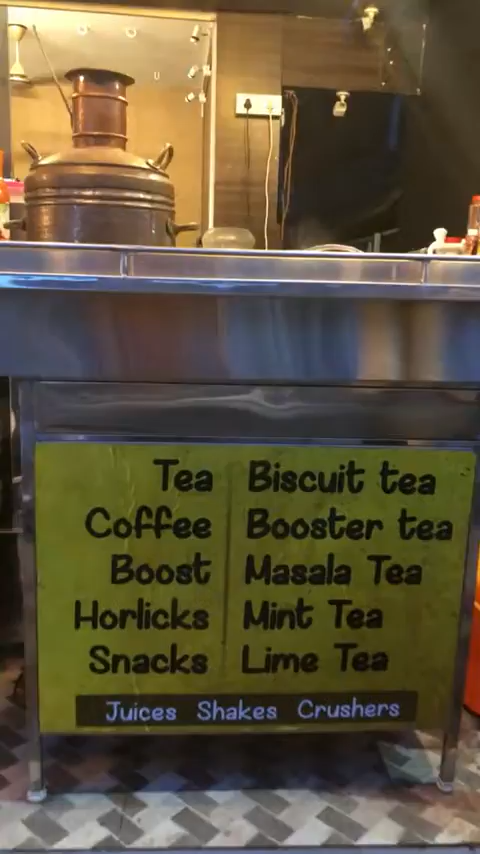 Tea
Coffee
Boost
Horlicks
Snacks
Biscuit tea
Booster tea
Masala Tea
Mint Tea
Lime Tea
Juices Shakes Crushers